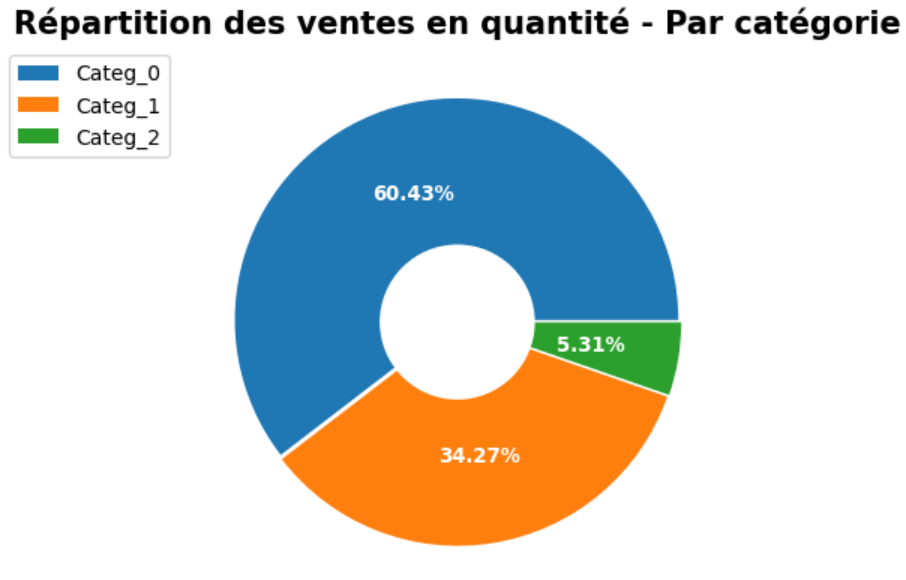 Répartition des ventes en quantité - Par catégorie
Categ_0
Categ_1
Categ_2
60.43%
5.31%
34.27%